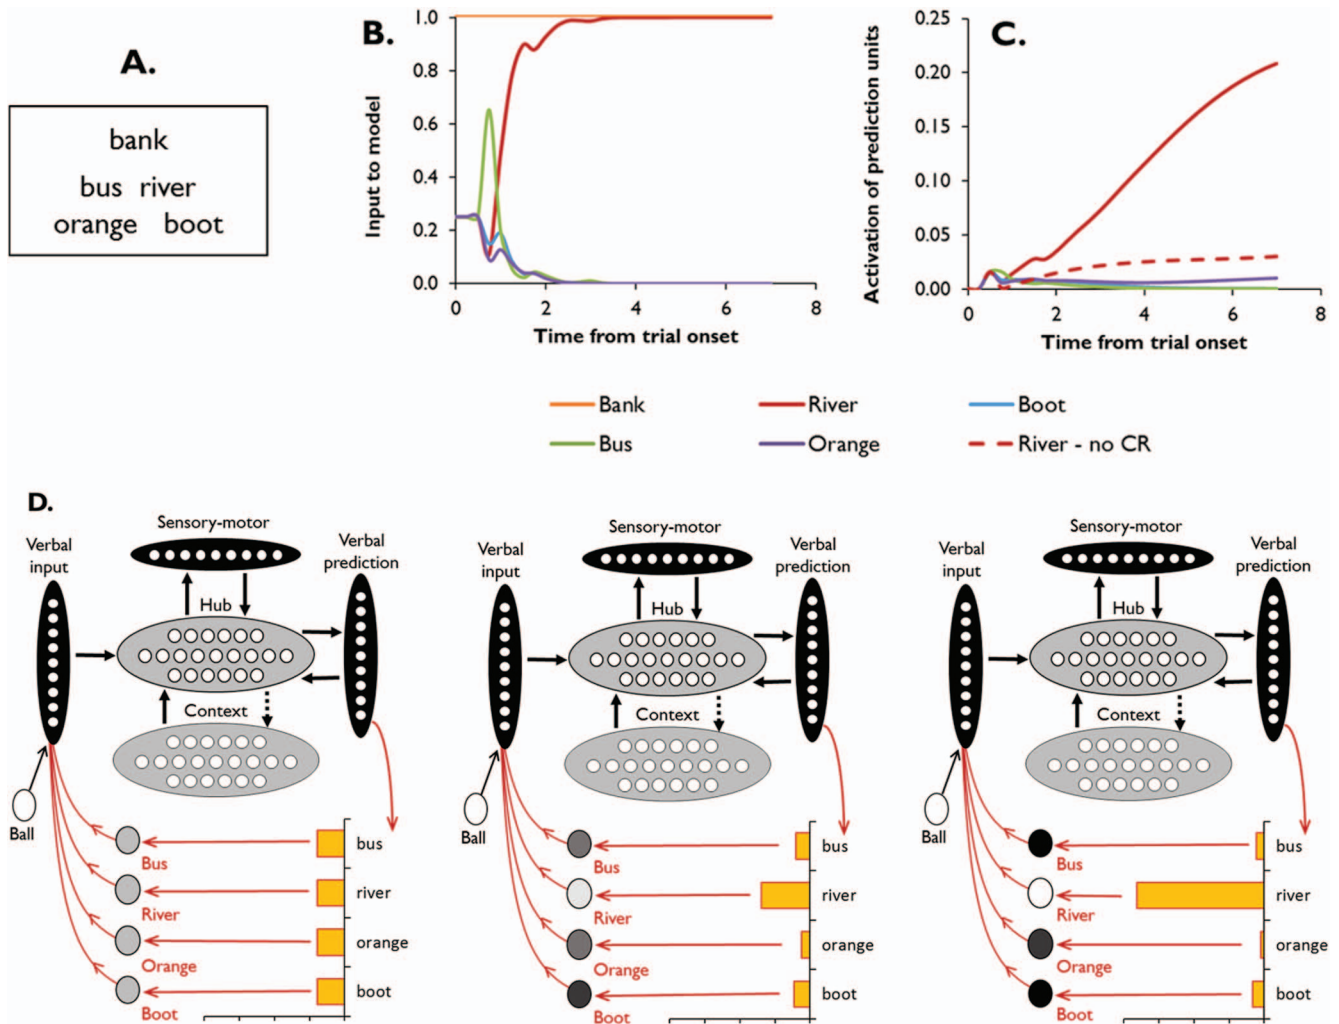 A.
bank
bus river
orange boot
B.
Input to model
1.0
0.8
0.6
0.4
0.2
0.0
0 2 4 6 8
Time from trial onset
C.
Activation of prediction units
0.25
0.20
0.15
0.10
0.05
0.00
0 2 4 6 8
Time from trial onset
Bank River Boot
Bus Orange River - no CR
D.
Sensory-motor
Verbal
input
Verbal
prediction
Hub
Context
Ball
Bus
bus
River
river
Orange
orange
Boot
boot
Sensory-motor
Verbal
input
Verbal
prediction
Hub
Context
Ball
Bus
bus
River
river
Orange
orange
Boot
boot
Sensory-motor
Verbal
input
Verbal
prediction
Hub
Context
Ball
Bus
bus
River
river
Orange
orange
Boot
boot